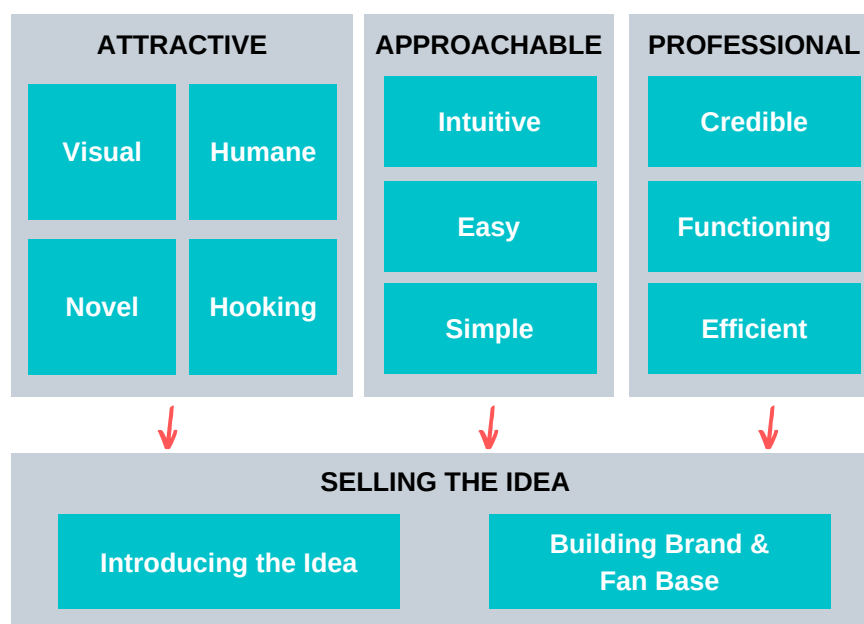 ATTRACTIVE
Visual
Humane
Novel
Hooking
APPROACHABLE
Intuitive
Easy
Simple
PROFESSIONAL
Credible
Functioning
Efficient
SELLING THE IDEA
Introducing the Idea
Building Brand &
Fan Base